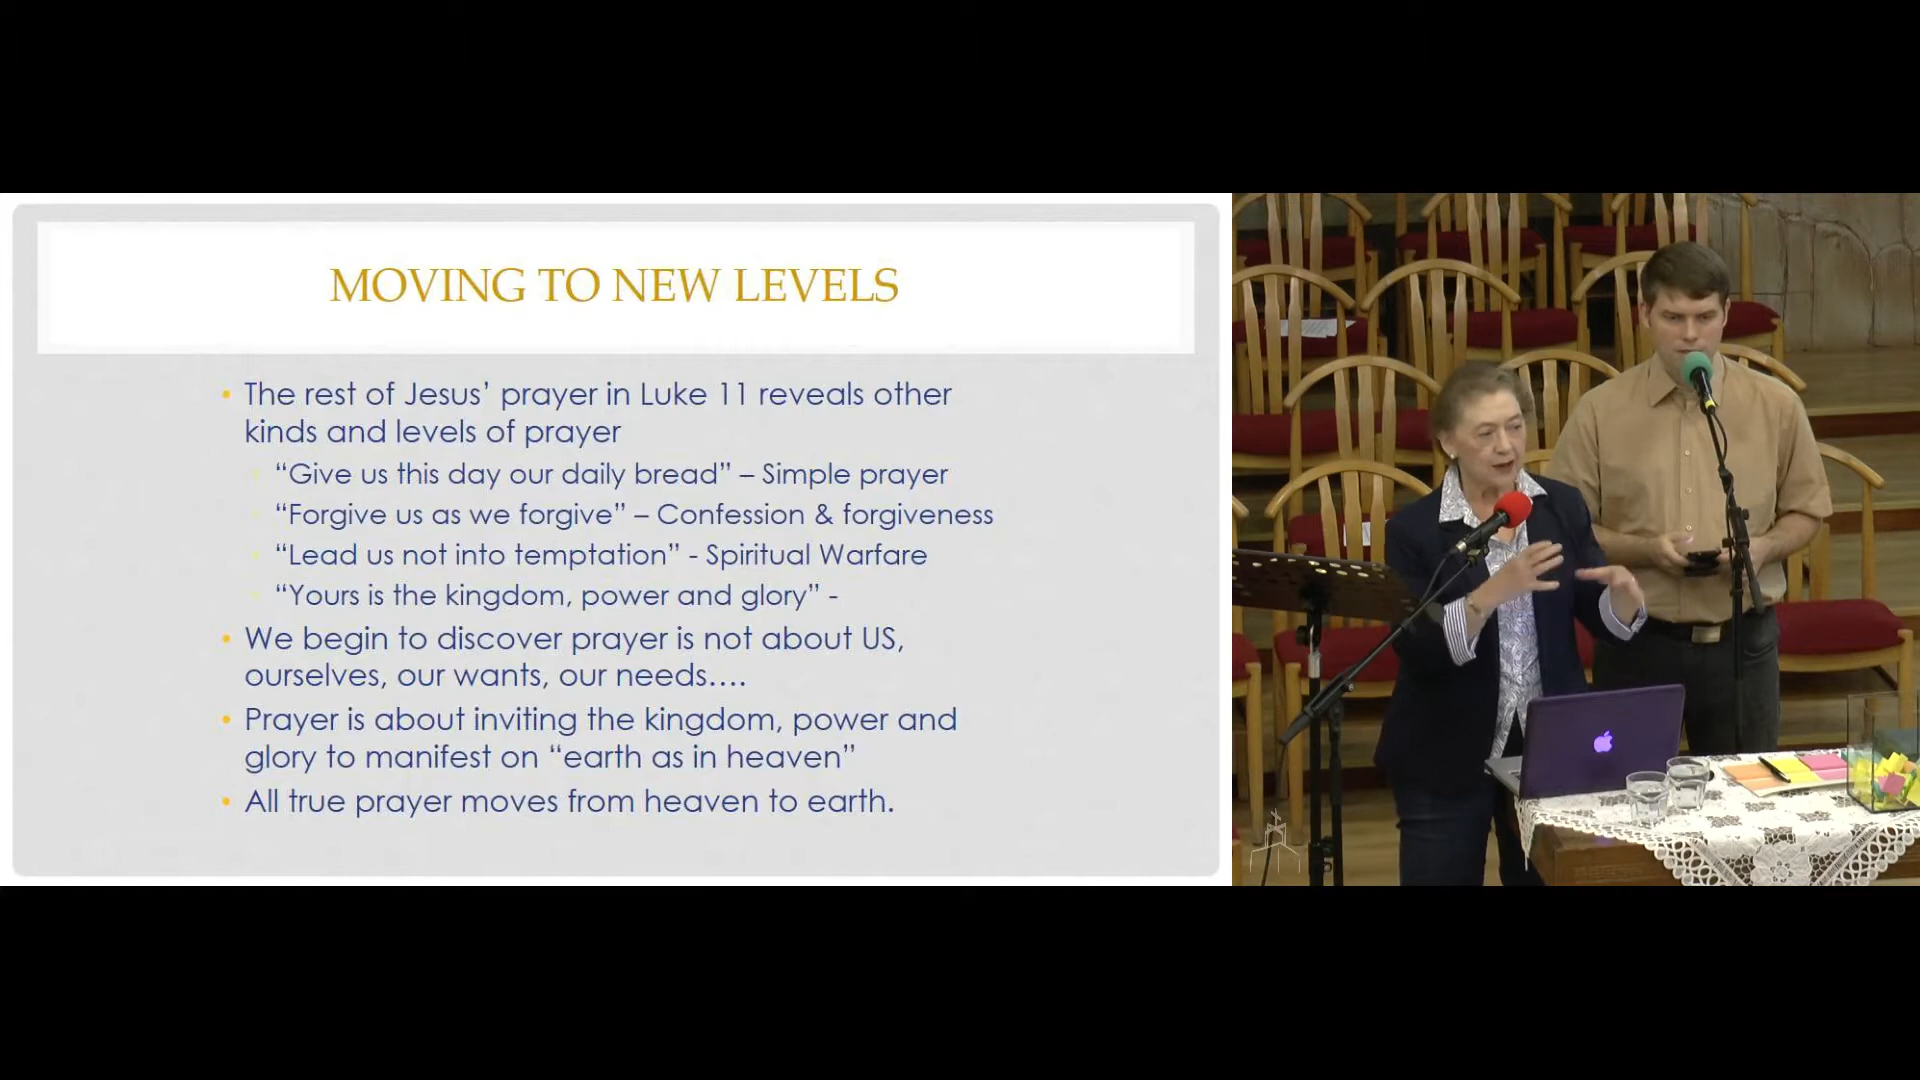 MOVING TO NEW LEVELS
• The rest of Jesus’ prayer in Luke 11 reveals other
kinds and levels of prayer
• “Give us this day our daily bread” – Simple prayer
• “Forgive us as we forgive” – Confession & forgiveness
• “Lead us not into temptation” - Spiritual Warfare
• “Yours is the kingdom, power and glory” -
• We begin to discover prayer is not about US,
ourselves, our wants, our needs….
• Prayer is about inviting the kingdom, power and
glory to manifest on “earth as in heaven”
• All true prayer moves from heaven to earth.